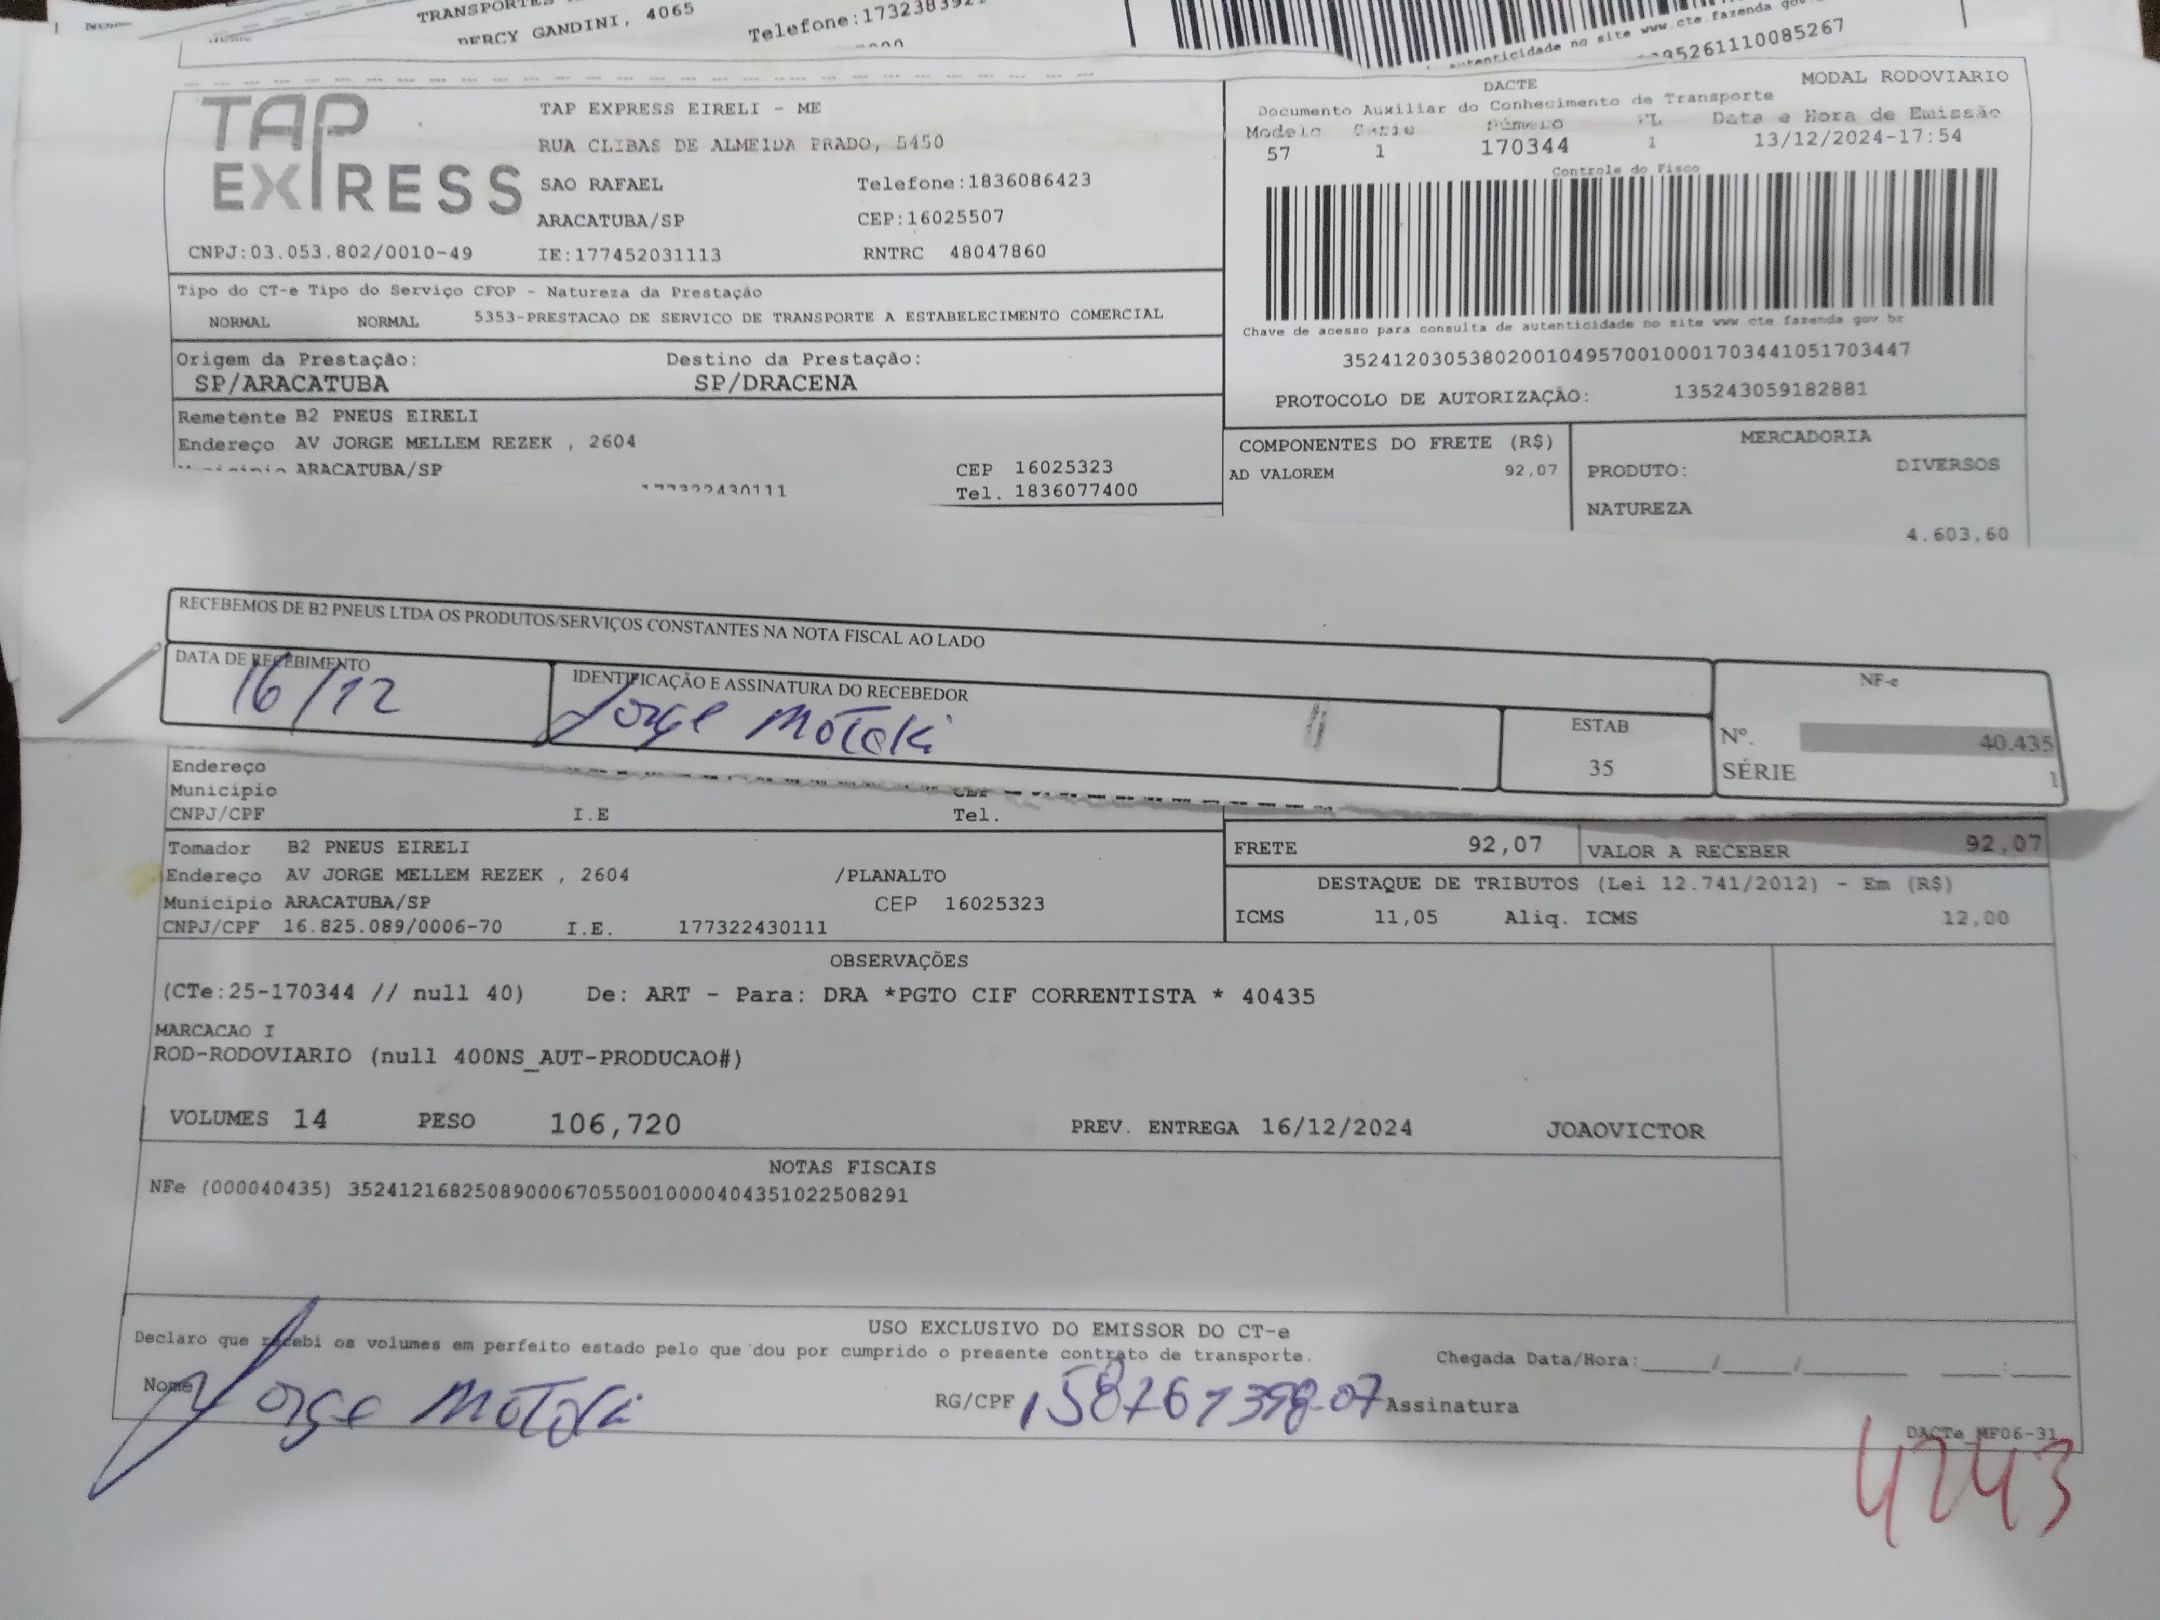 TRANSPORTES
DERCY GANDINI, 4065
Telefone:1732383921
autenticidade no site www.cte.fazenda.gov
95261110085267
TAP EXPRESS
TAP EXPRESS EIRELI - ME
RUA CLIBAS DE ALMEIDA PRADO, 5450
SAO RAFAEL Telefone:1836086423
ARACATUBA/SP CEP:16025507
CNPJ:03.053.802/0010-49 IE:177452031113 RNTRC 48047860
DACTE MODAL RODOVIARIO
Documento Auxiliar do Conhecimento de Transporte
Modelo Serie Número FL Data e Hora de Emissão
57 1 170344 1 13/12/2024-17:54
Controle do Fisco
Chave de acesso para consulta de autenticidade no site www.cte.fazenda.gov.br
35241203053802001049570010001703441051703447
PROTOCOLO DE AUTORIZAÇÃO: 135243059182881
Tipo do CT-e Tipo do Serviço CFOP - Natureza da Prestação
NORMAL NORMAL 5353-PRESTACAO DE SERVICO DE TRANSPORTE A ESTABELECIMENTO COMERCIAL
Origem da Prestação: Destino da Prestação:
SP/ARACATUBA SP/DRACENA
Remetente B2 PNEUS EIRELI
Endereço AV JORGE MELLEM REZEK , 2604
Município ARACATUBA/SP CEP 16025323
177322430111 Tel. 1836077400
COMPONENTES DO FRETE (R$) MERCADORIA
AD VALOREM 92,07 PRODUTO: DIVERSOS
NATUREZA
4.603,60
RECEBEMOS DE B2 PNEUS LTDA OS PRODUTOS/SERVIÇOS CONSTANTES NA NOTA FISCAL AO LADO
DATA DE RECEBIMENTO IDENTIFICAÇÃO E ASSINATURA DO RECEBEDOR ESTAB NF-e
16/12 Jorge Motoki 35 Nº. 40.435
SÉRIE 1
Endereço
Município
CNPJ/CPF I.E Tel.
Tomador B2 PNEUS EIRELI
Endereço AV JORGE MELLEM REZEK , 2604 /PLANALTO
Município ARACATUBA/SP CEP 16025323
CNPJ/CPF 16.825.089/0006-70 I.E. 177322430111
FRETE 92,07 VALOR A RECEBER 92,07
DESTAQUE DE TRIBUTOS (Lei 12.741/2012) - Em (R$)
ICMS 11,05 Aliq. ICMS 12,00
OBSERVAÇÕES
(CTe:25-170344 // null 40) De: ART - Para: DRA *PGTO CIF CORRENTISTA * 40435
MARCACAO I
ROD-RODOVIARIO (null 400NS_AUT-PRODUCAO#)
VOLUMES 14 PESO 106,720 PREV. ENTREGA 16/12/2024 JOAOVICTOR
NOTAS FISCAIS
NFe (000040435) 35241216825089000670550010000404351022508291
USO EXCLUSIVO DO EMISSOR DO CT-e
Declaro que recebi os volumes em perfeito estado pelo que dou por cumprido o presente contrato de transporte. Chegada Data/Hora:_____/_____/_____ ___:___
Nome Jorge Motoki RG/CPF Assinatura
DACTe_MF06-31
4243